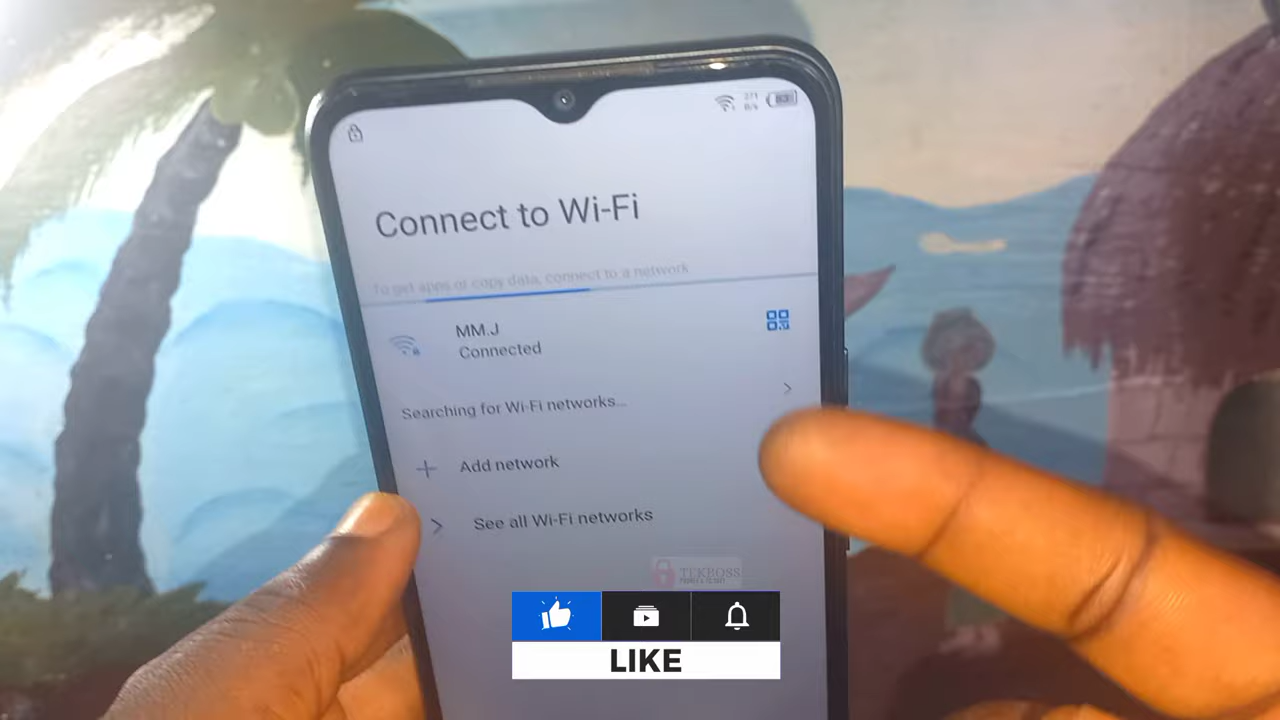 Connect to Wi-Fi
To get apps or copy data, connect to a network
MM.J
Connected
Searching for Wi-Fi networks...
Add network
See all Wi-Fi networks
TEKBOSS
LIKE